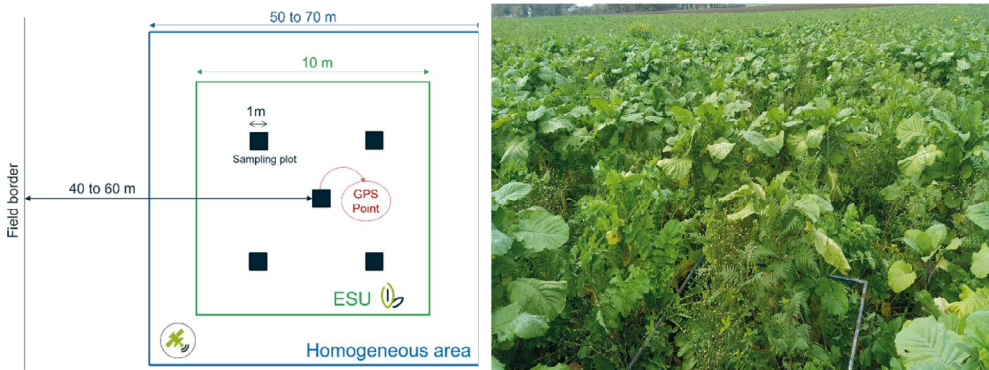 50 to 70 m
10 m
1m
Sampling plot
Field border
40 to 60 m
GPS
Point
ESU
Homogeneous area